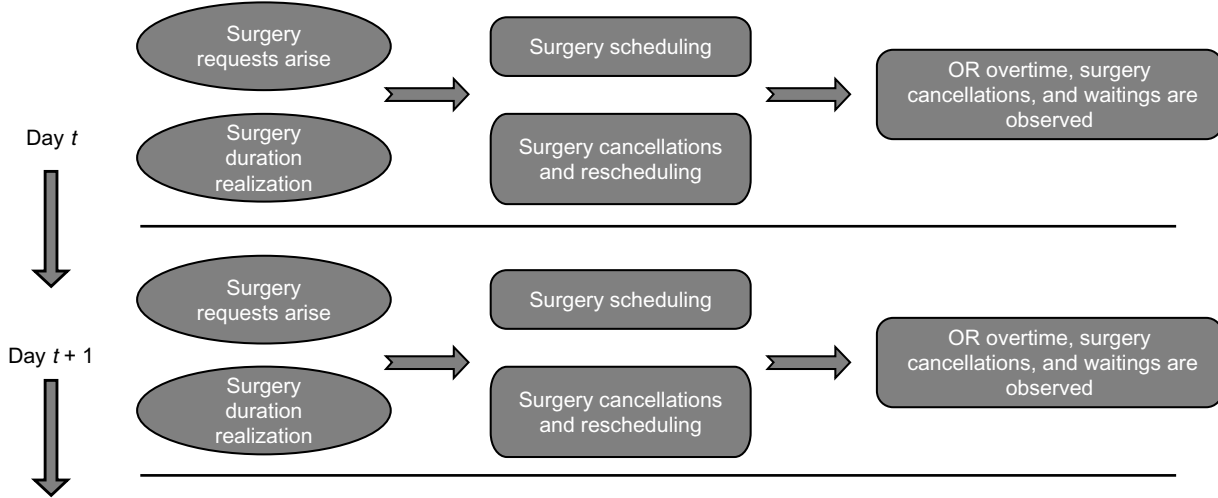 Surgery
requests arise
Surgery scheduling
OR overtime, surgery
cancellations, and waitings are
observed
Day t
Surgery
duration
realization
Surgery cancellations
and rescheduling
Surgery
requests arise
Surgery scheduling
OR overtime, surgery
cancellations, and waitings are
observed
Day t + 1
Surgery
duration
realization
Surgery cancellations
and rescheduling